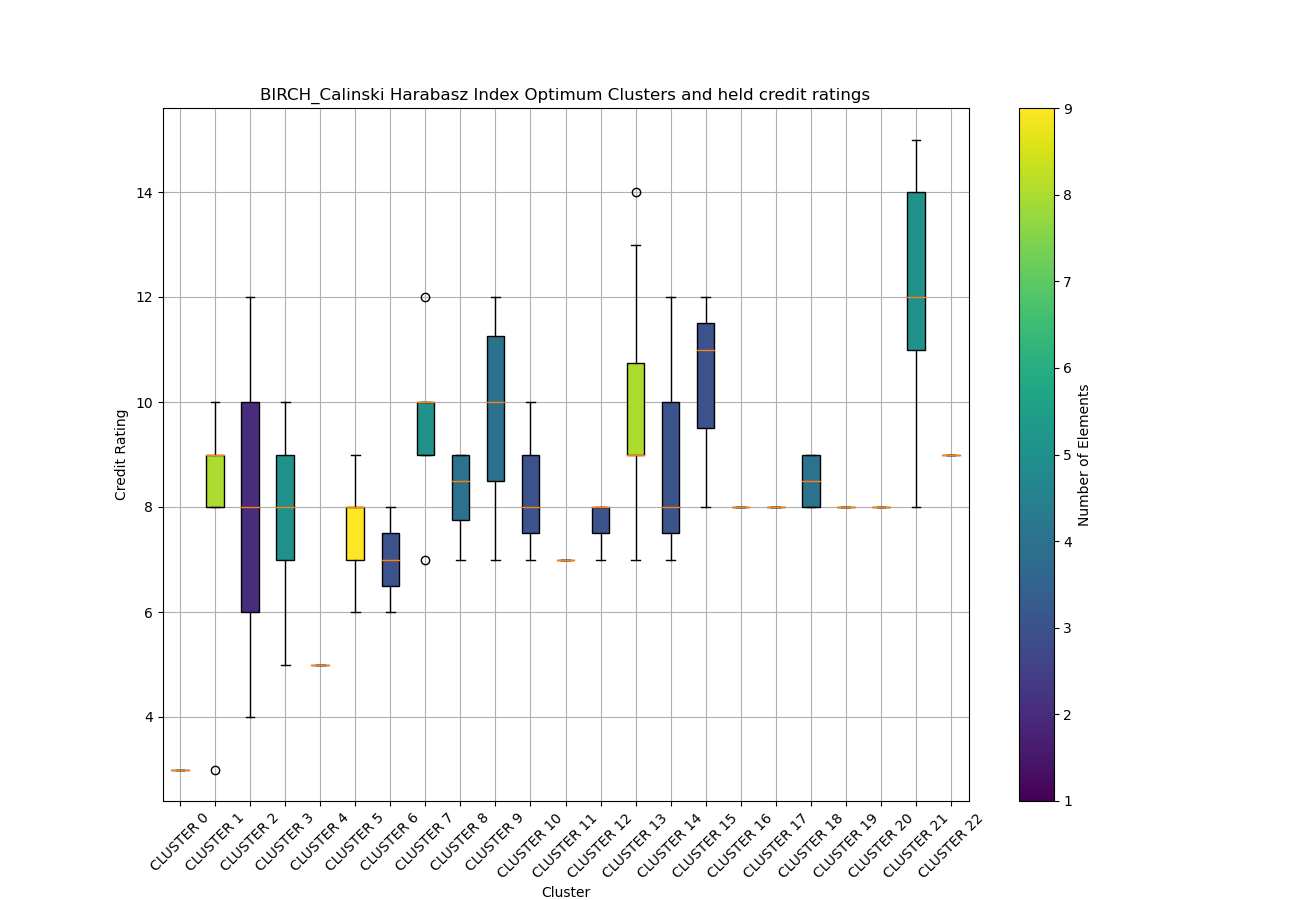 BIRCH_Calinski Harabasz Index Optimum Clusters and held credit ratings
Credit Rating
14
12
10
8
6
4
CLUSTER 0
CLUSTER 1
CLUSTER 2
CLUSTER 3
CLUSTER 4
CLUSTER 5
CLUSTER 6
CLUSTER 7
CLUSTER 8
CLUSTER 9
CLUSTER 10
CLUSTER 11
CLUSTER 12
CLUSTER 13
CLUSTER 14
CLUSTER 15
CLUSTER 16
CLUSTER 17
CLUSTER 18
CLUSTER 19
CLUSTER 20
CLUSTER 21
CLUSTER 22
Cluster
9
8
7
6
5
4
3
2
1
Number of Elements